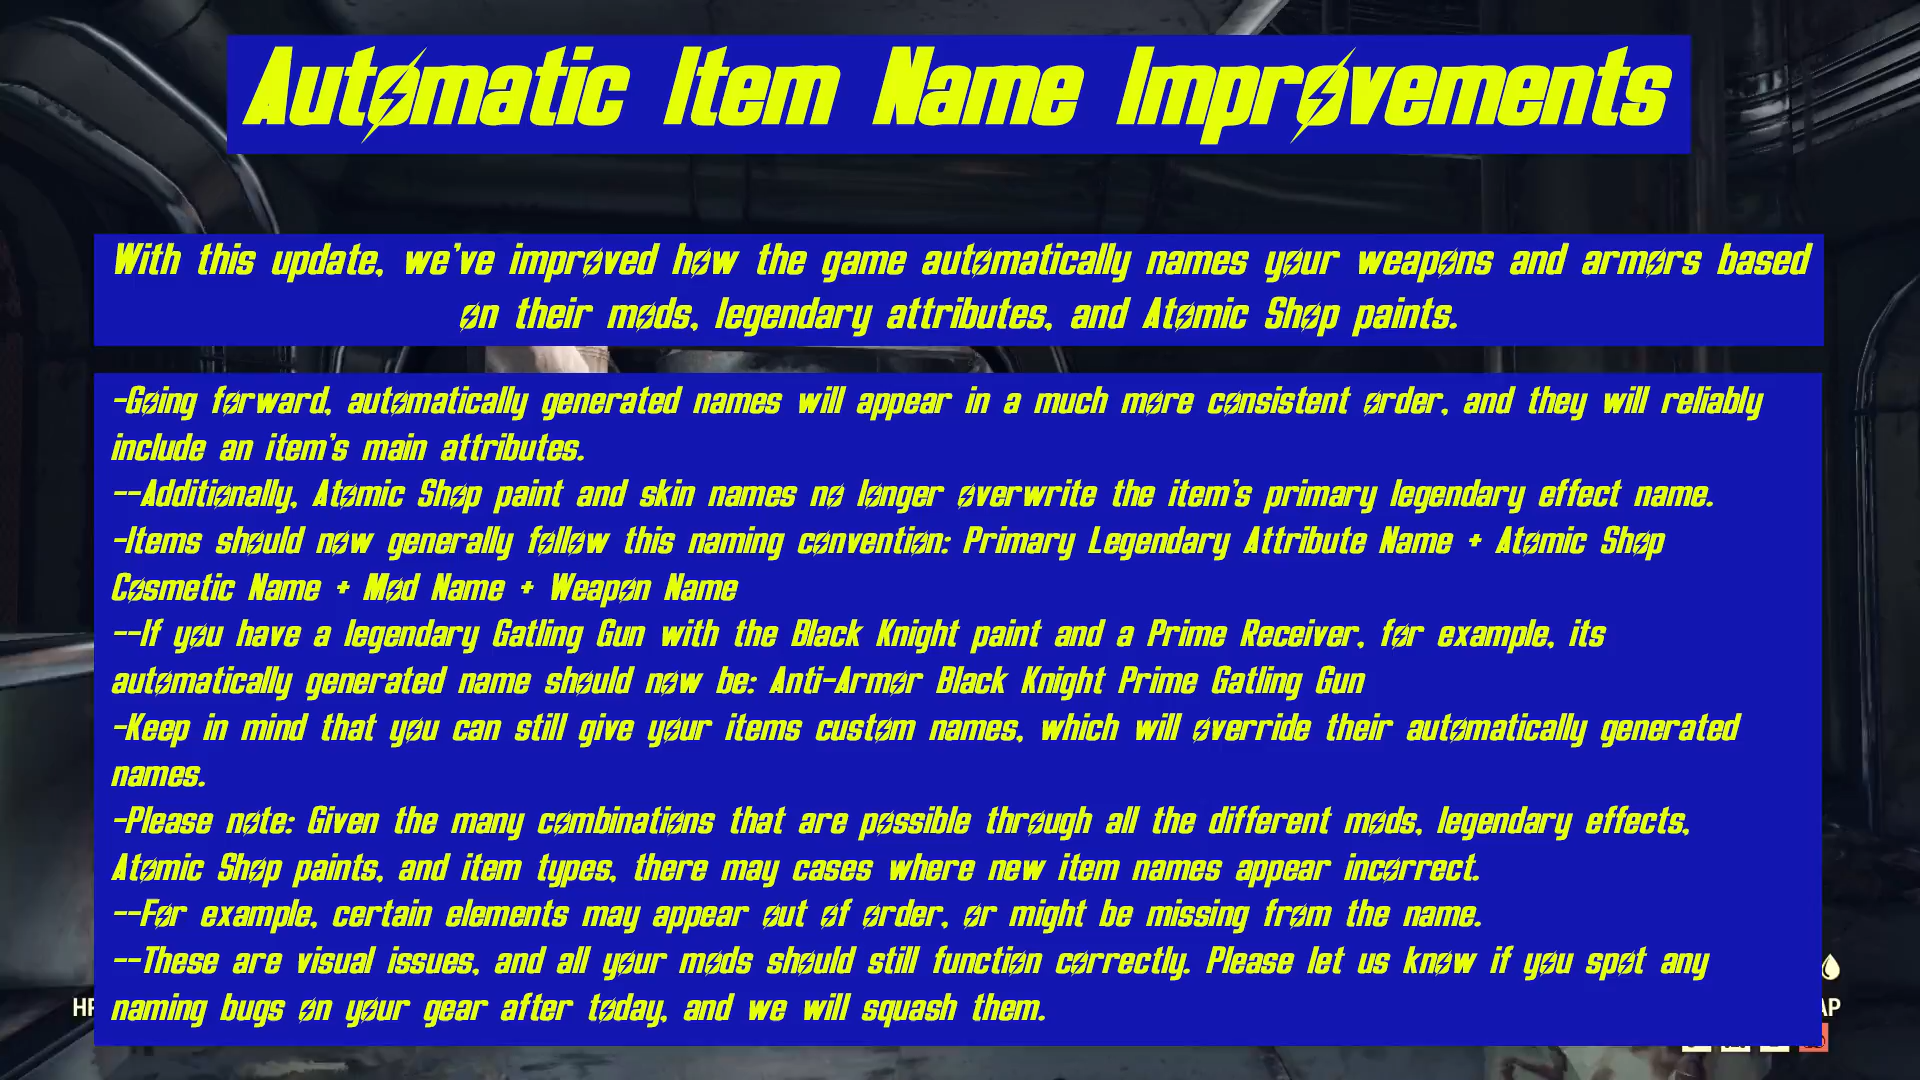 Automatic Item Name Improvements
With this update, we've improved how the game automatically names your weapons and armors based
on their mods, legendary attributes, and Atomic Shop paints.
-Going forward, automatically generated names will appear in a much more consistent order, and they will reliably
include an item's main attributes.
--Additionally, Atomic Shop paint and skin names no longer overwrite the item's primary legendary effect name.
-Items should now generally follow this naming convention: Primary Legendary Attribute Name + Atomic Shop
Cosmetic Name + Mod Name + Weapon Name
--If you have a legendary Gatling Gun with the Black Knight paint and a Prime Receiver, for example, its
automatically generated name should now be: Anti-Armor Black Knight Prime Gatling Gun
-Keep in mind that you can still give your items custom names, which will override their automatically generated
names.
-Please note: Given the many combinations that are possible through all the different mods, legendary effects,
Atomic Shop paints, and item types, there may cases where new item names appear incorrect.
--For example, certain elements may appear out of order, or might be missing from the name.
--These are visual issues, and all your mods should still function correctly. Please let us know if you spot any
naming bugs on your gear after today, and we will squash them.
HP
AP